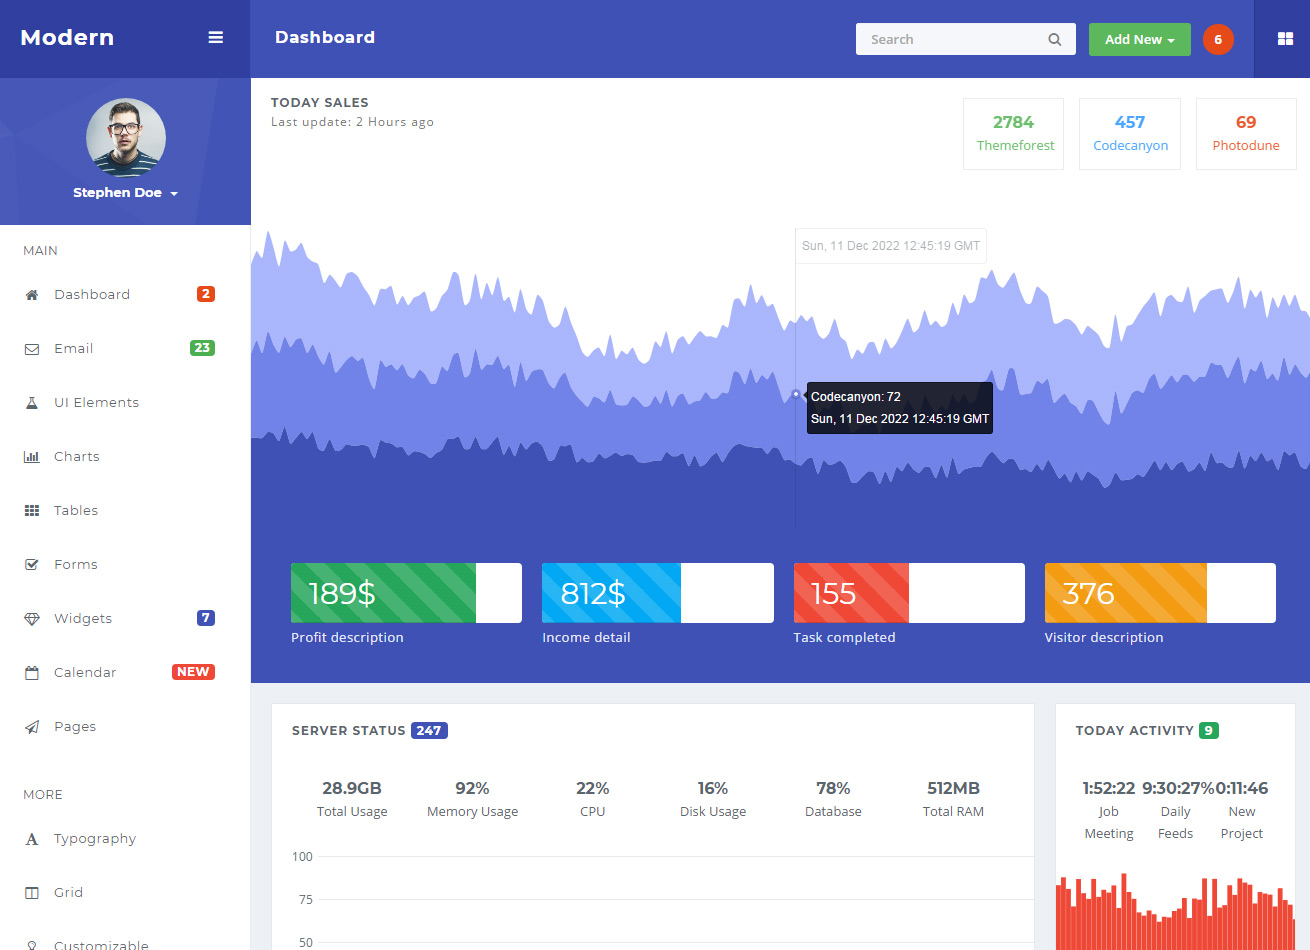 Modern
Dashboard
Search
Add New
6
Stephen Doe
MAIN
Dashboard 2
Email 23
UI Elements
Charts
Tables
Forms
Widgets 7
Calendar NEW
Pages
MORE
Typography
Grid
Customizable
TODAY SALES
Last update: 2 Hours ago
2784
Themeforest
457
Codecanyon
69
Photodune
Sun, 11 Dec 2022 12:45:19 GMT
Codecanyon: 72
Sun, 11 Dec 2022 12:45:19 GMT
189$
Profit description
812$
Income detail
155
Task completed
376
Visitor description
SERVER STATUS 247
28.9GB
Total Usage
92%
Memory Usage
22%
CPU
16%
Disk Usage
78%
Database
512MB
Total RAM
100
75
50
TODAY ACTIVITY 9
1:52:22
Job
Meeting
9:30:27%
Daily
Feeds
0:11:46
New
Project